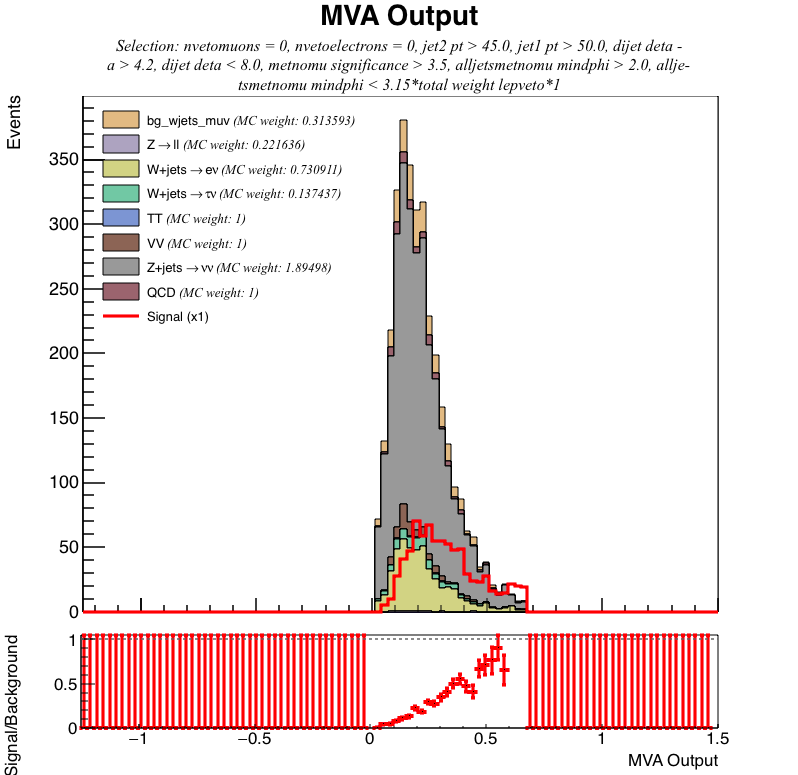 MVA Output
Selection: nvetomuons = 0, nvetoelectrons = 0, jet2 pt > 45.0, jet1 pt > 50.0, dijet deta -
a > 4.2, dijet deta < 8.0, metnomu significance > 3.5, alljetsmetnomu mindphi > 2.0, allje-
tsmetnomu mindphi < 3.15*total weight lepveto*1
Events
bg_wjets_muv (MC weight: 0.313593)
Z→ll (MC weight: 0.221636)
W+jets→eν (MC weight: 0.730911)
W+jets→τν (MC weight: 0.137437)
TT (MC weight: 1)
VV (MC weight: 1)
Z+jets→νν (MC weight: 1.89498)
QCD (MC weight: 1)
Signal (x1)
350
300
250
200
150
100
50
0
Signal/Background
1
0.5
0
−1 −0.5 0 0.5 1 1.5
MVA Output